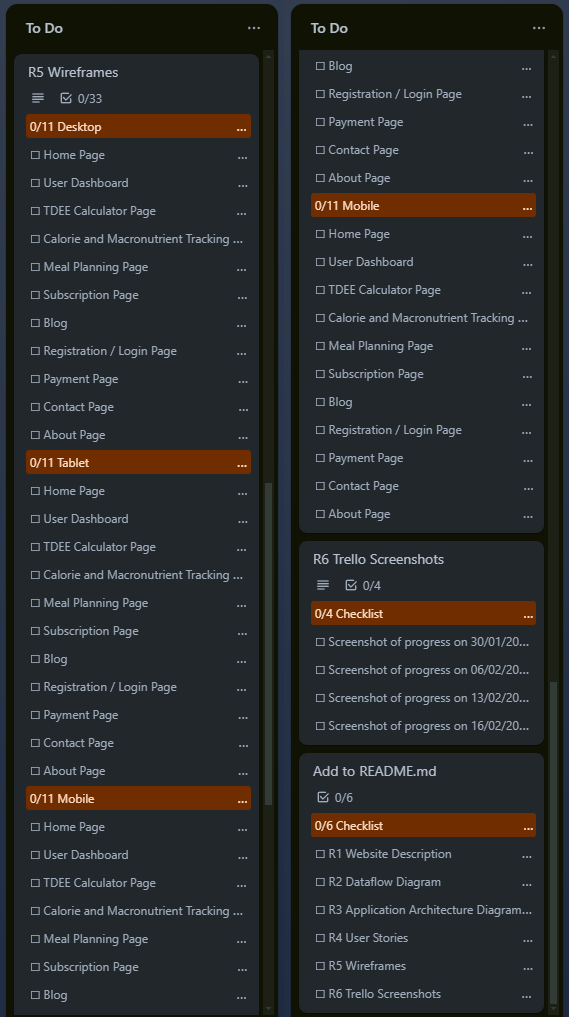 To Do
R5 Wireframes
0/33
0/11 Desktop
Home Page
User Dashboard
TDEE Calculator Page
Calorie and Macronutrient Tracking ...
Meal Planning Page
Subscription Page
Blog
Registration / Login Page
Payment Page
Contact Page
About Page
0/11 Tablet
Home Page
User Dashboard
TDEE Calculator Page
Calorie and Macronutrient Tracking ...
Meal Planning Page
Subscription Page
Blog
Registration / Login Page
Payment Page
Contact Page
About Page
0/11 Mobile
Home Page
User Dashboard
TDEE Calculator Page
Calorie and Macronutrient Tracking ...
Meal Planning Page
Subscription Page
Blog
To Do
Blog
Registration / Login Page
Payment Page
Contact Page
About Page
0/11 Mobile
Home Page
User Dashboard
TDEE Calculator Page
Calorie and Macronutrient Tracking ...
Meal Planning Page
Subscription Page
Blog
Registration / Login Page
Payment Page
Contact Page
About Page
R6 Trello Screenshots
0/4
0/4 Checklist
Screenshot of progress on 30/01/20...
Screenshot of progress on 06/02/20...
Screenshot of progress on 13/02/20...
Screenshot of progress on 16/02/20...
Add to README.md
0/6
0/6 Checklist
R1 Website Description
R2 Dataflow Diagram
R3 Application Architecture Diagram...
R4 User Stories
R5 Wireframes
R6 Trello Screenshots